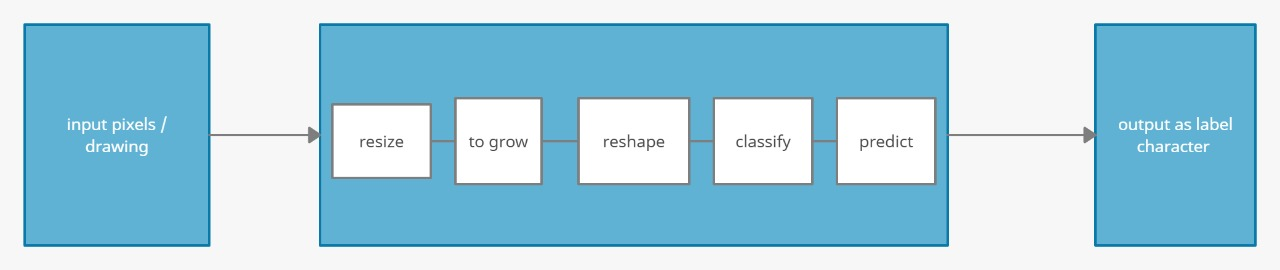 input pixels /
drawing
resize
to grow
reshape
classify
predict
output as label
character